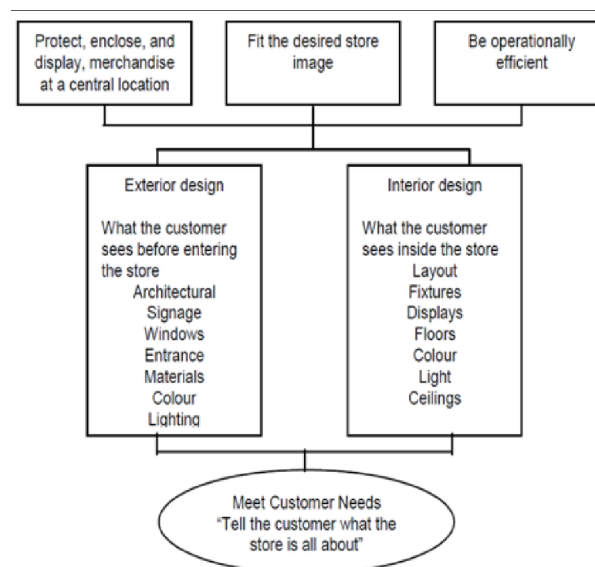 Protect, enclose, and
display, merchandise
at a central location
Fit the desired store
image
Be operationally
efficient
Exterior design
What the customer
sees before entering
the store
Architectural
Signage
Windows
Entrance
Materials
Colour
Lighting
Interior design
What the customer
sees inside the store
Layout
Fixtures
Displays
Floors
Colour
Light
Ceilings
Meet Customer Needs
“Tell the customer what the
store is all about”